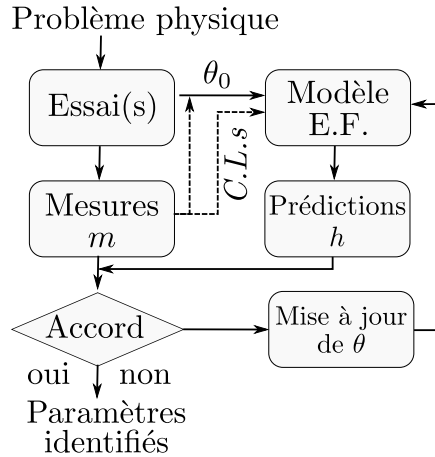 Problème physique
Essai(s)
θ₀
Modèle
E.F.
C.L.s
Mesures
m
Prédictions
h
Accord
Mise à jour
de θ
oui
non
Paramètres
identifiés